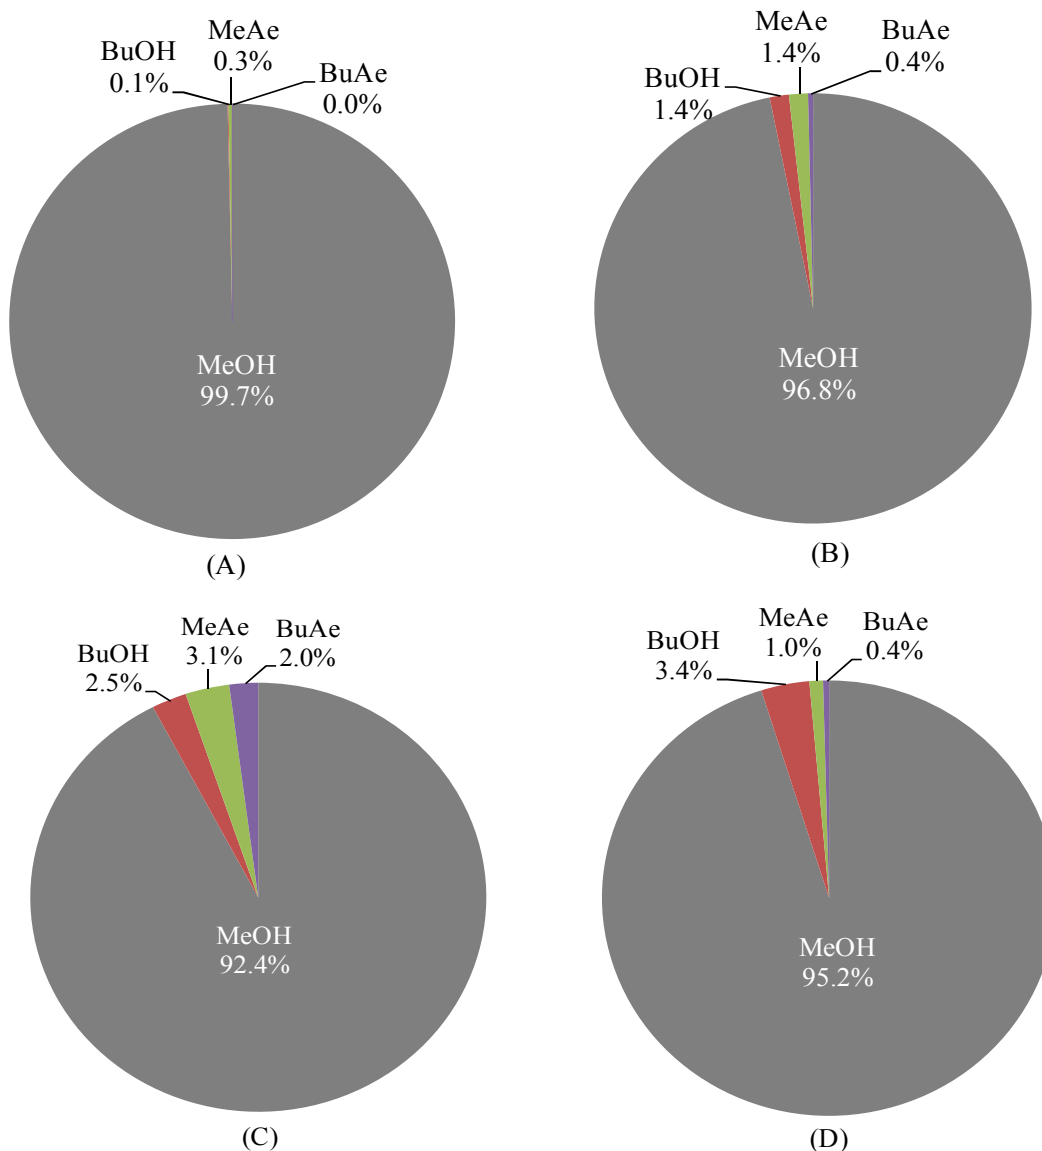 BuOH
0.1%
MeAe
0.3%
BuAe
0.0%
MeOH
99.7%
(A)
BuOH
1.4%
MeAe
1.4%
BuAe
0.4%
MeOH
96.8%
(B)
BuOH
2.5%
MeAe
3.1%
BuAe
2.0%
MeOH
92.4%
(C)
BuOH
3.4%
MeAe
1.0%
BuAe
0.4%
MeOH
95.2%
(D)